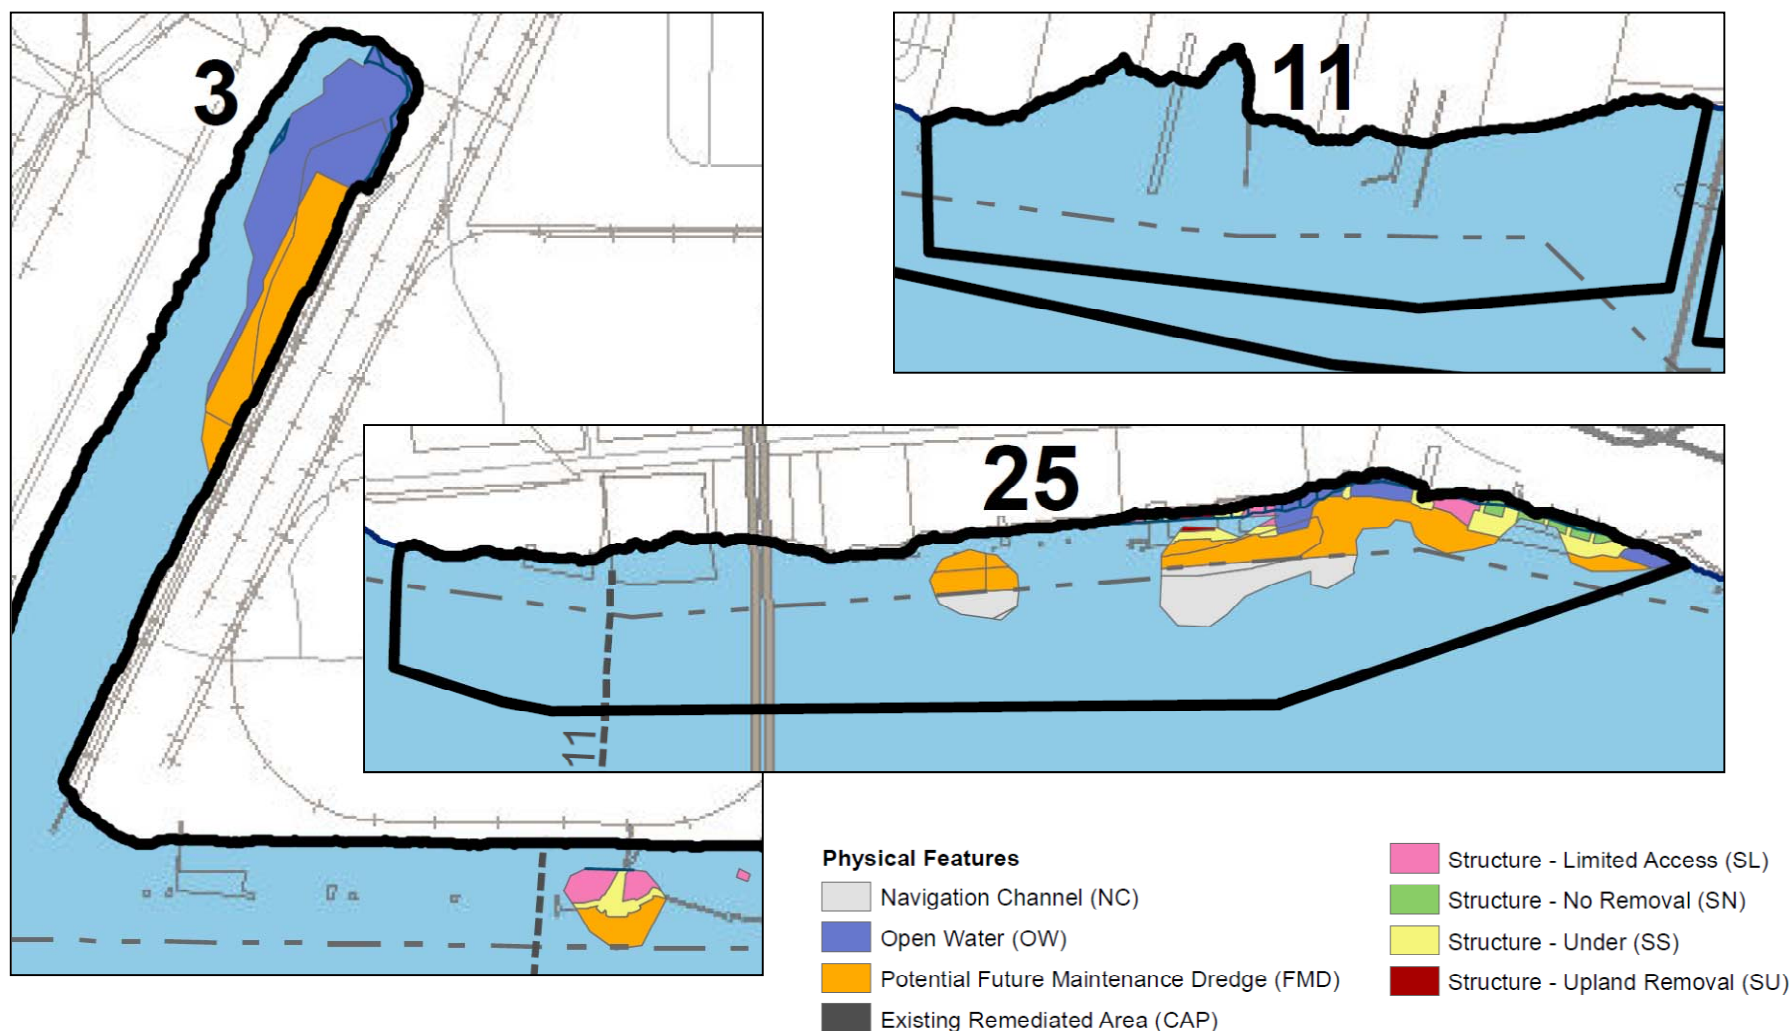 3
11
25
11
Physical Features
Navigation Channel (NC)
Open Water (OW)
Potential Future Maintenance Dredge (FMD)
Existing Remediated Area (CAP)
Structure - Limited Access (SL)
Structure - No Removal (SN)
Structure - Under (SS)
Structure - Upland Removal (SU)